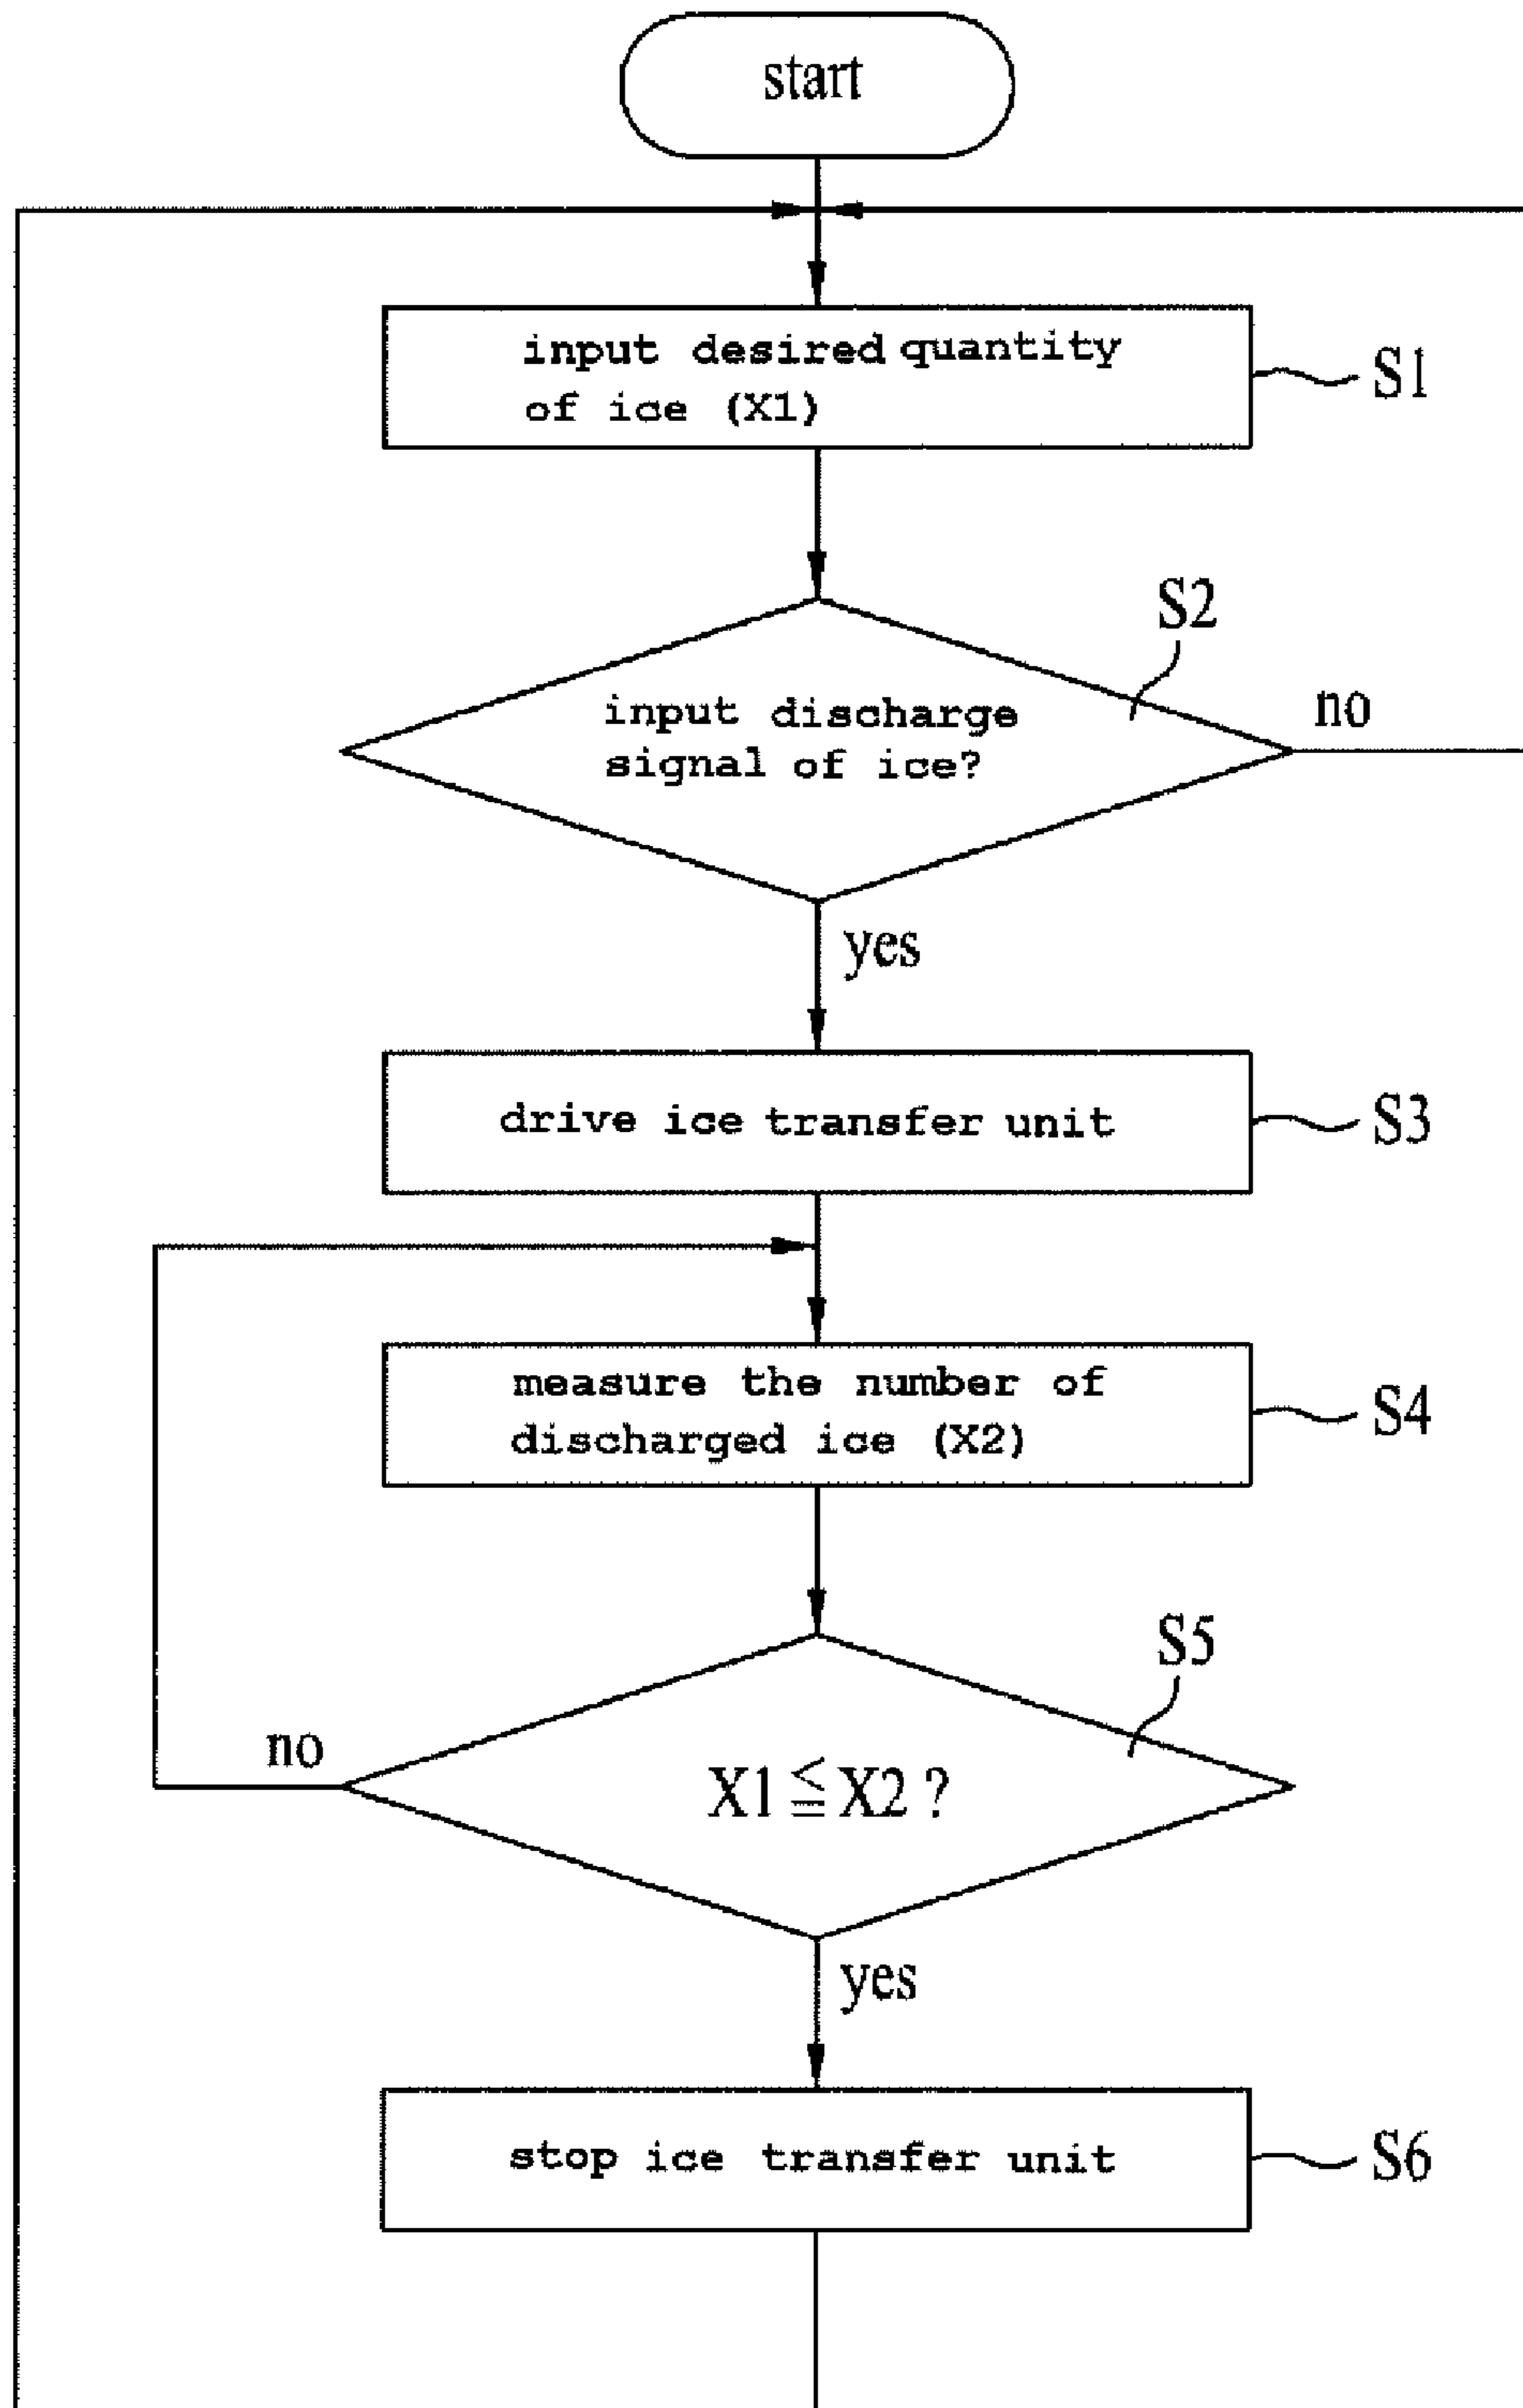 start
input desired quantity
of ice (X1)
S1
S2
input discharge
signal of ice?
no
yes
drive ice transfer unit
S3
measure the number of
discharged ice (X2)
S4
S5
no
X1 ≦ X2 ?
yes
stop ice transfer unit
S6